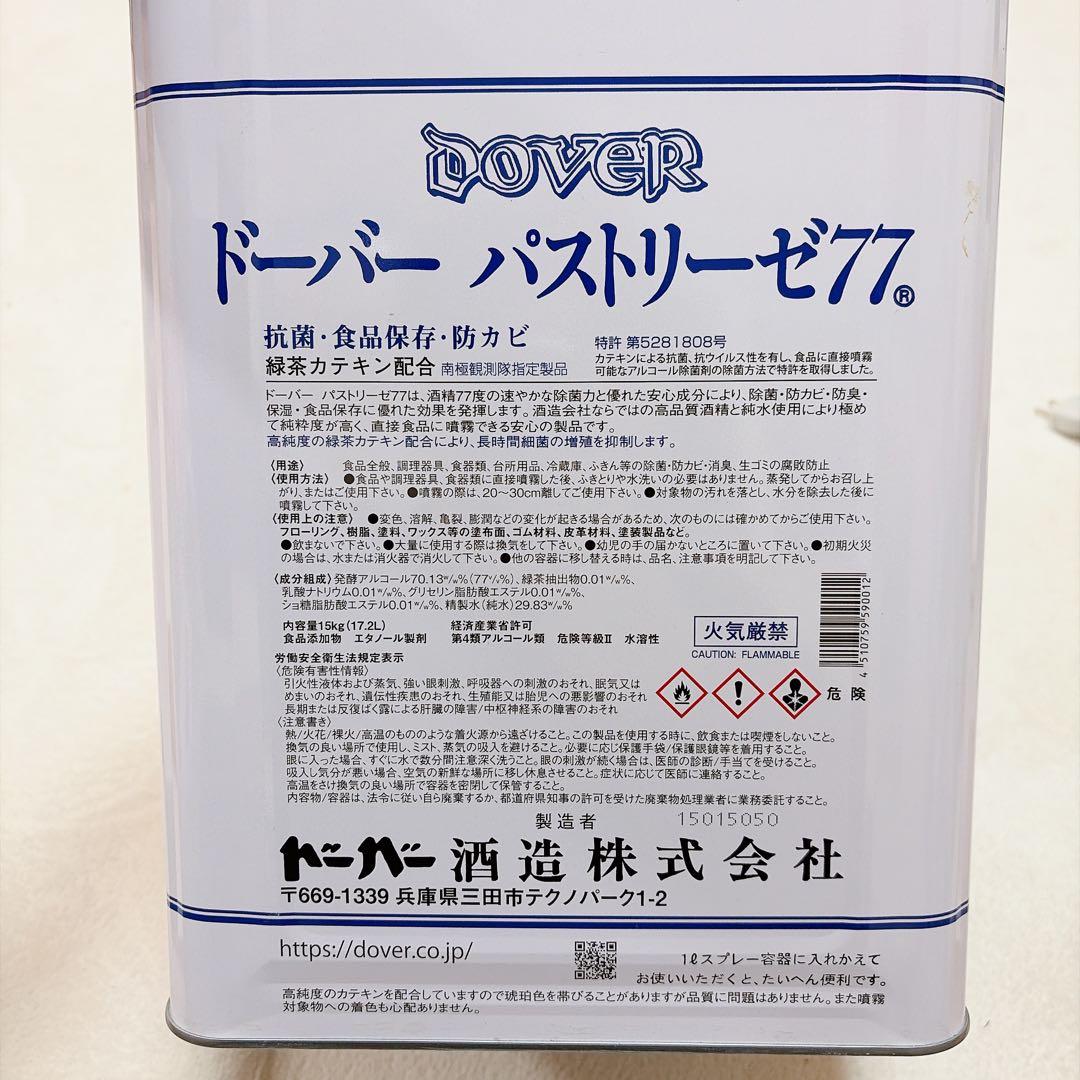 DOVER
ドーバー パストリーゼ77®
抗菌・食品保存・防カビ
緑茶カテキン配合 南極観測隊指定製品
特許 第5281808号
カテキンによる抗菌、抗ウイルス性を有し、食品に直接噴霧
可能なアルコール除菌剤の除菌方法で特許を取得しました。
ドーバー パストリーゼ77は、酒精77度の速やかな除菌力と優れた安心成分により、除菌・防カビ・防臭・
保湿・食品保存に優れた効果を発揮します。酒造会社ならではの高品質酒精と純水使用により極め
て純粋度が高く、直接食品に噴霧できる安心の製品です。
高純度の緑茶カテキン配合により、長時間細菌の増殖を抑制します。
〈用途〉 食品全般、調理器具、食器類、台所用品、冷蔵庫、ふきん等の除菌・防カビ・消臭、生ゴミの腐敗防止
〈使用方法〉 ●食品や調理器具、食器類に直接噴霧した後、ふきとりや水洗いの必要はありません。蒸発してからお召し上
がり、またはご使用下さい。●噴霧の際は、20〜30cm離してご使用下さい。●対象物の汚れを落とし、水分を除去した後に
噴霧して下さい。
〈使用上の注意〉 ●変色、溶解、亀裂、膨潤などの変化が起きる場合があるため、次のものには確かめてからご使用下さい。
フローリング、樹脂、塗料、ワックス等の塗布面、ゴム材料、皮革材料、塗装製品など。
●飲まないで下さい。●大量に使用する際は換気をして下さい。●幼児の手の届かないところに置いて下さい。●初期火災
の場合は、水または消火器で消火して下さい。●他の容器に移し替える時は、品名、注意事項を明記して下さい。
〈成分組成〉発酵アルコール70.13w/w%(77v/v%)、緑茶抽出物0.01w/w%、
乳酸ナトリウム0.01w/w%、グリセリン脂肪酸エステル0.01w/w%、
ショ糖脂肪酸エステル0.01w/w%、精製水(純水)29.83w/w%
内容量15kg(17.2L) 経済産業省許可
食品添加物 エタノール製剤 第4類アルコール類 危険等級Ⅱ 水溶性
火気厳禁
CAUTION: FLAMMABLE
4 510759 590012
労働安全衛生法規定表示
〈危険有害性情報〉
引火性液体および蒸気、強い眼刺激、呼吸器への刺激のおそれ、眠気又は
めまいのおそれ、遺伝性疾患のおそれ、生殖能又は胎児への悪影響のおそれ
長期または反復ばく露による肝臓の障害/中枢神経系の障害のおそれ
危険
〈注意書き〉
熱/火花/裸火/高温のもののような着火源から遠ざけること。この製品を使用する時に、飲食または喫煙をしないこと。
換気の良い場所で使用し、ミスト、蒸気の吸入を避けること。必要に応じ保護手袋/保護眼鏡等を着用すること。
眼に入った場合、すぐに水で数分間注意深く洗うこと。眼の刺激が続く場合は、医師の診断/手当てを受けること。
吸入し気分が悪い場合、空気の新鮮な場所に移し休息させること。症状に応じて医師に連絡すること。
高温をさけ換気の良い場所で容器を密閉して保管すること。
内容物/容器は、法令に従い自ら廃棄するか、都道府県知事の許可を受けた廃棄物処理業者に業務委託すること。
製造者 15015050
ドーバー酒造株式会社
〒669-1339 兵庫県三田市テクノパーク1-2
https://dover.co.jp/
1ℓスプレー容器に入れかえて
お使いいただくと、たいへん便利です。
高純度のカテキンを配合していますので琥珀色を帯びることがありますが品質に問題はありません。また噴霧
対象物への着色も心配ありません。